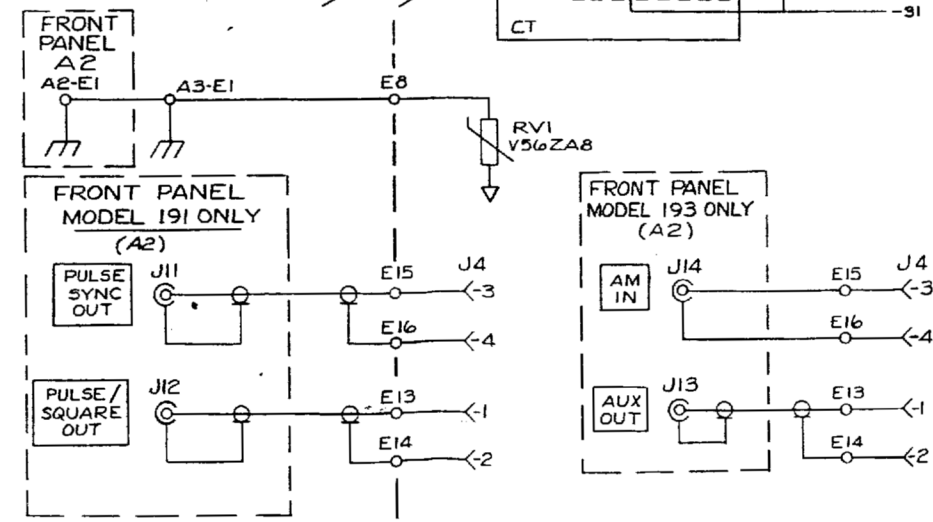 FRONT
PANEL
A2
A2-E1
A3-E1
E8
CT
-31
RV1
V56ZA8
FRONT PANEL
MODEL 191 ONLY
(A2)
PULSE
SYNC
OUT
J11
E15
J4
-3
E16
-4
PULSE/
SQUARE
OUT
J12
E13
-1
E14
-2
FRONT PANEL
MODEL 193 ONLY
(A2)
AM
IN
J14
E15
J4
-3
E16
-4
AUX
OUT
J13
E13
-1
E14
-2